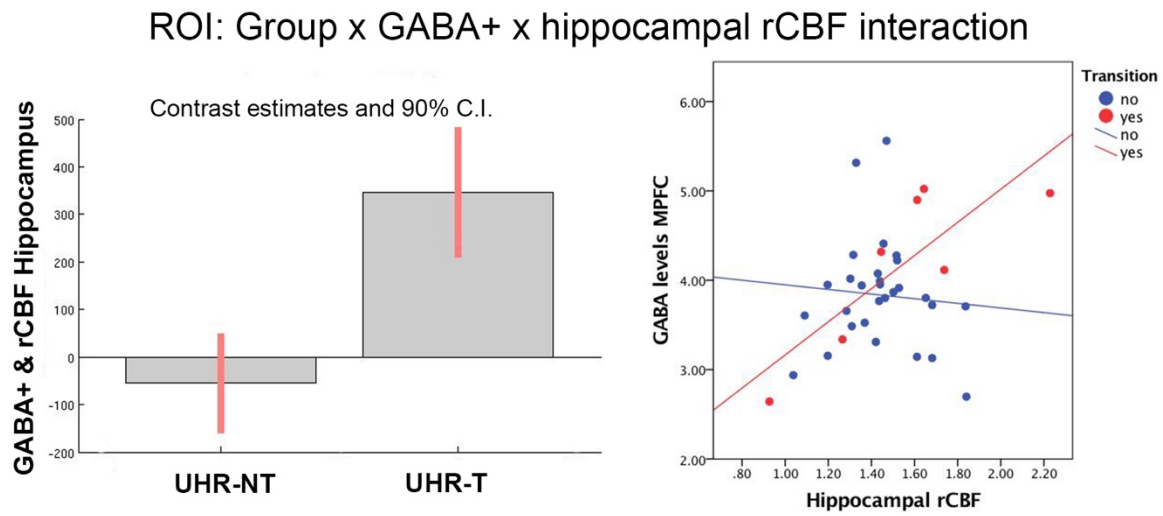 ROI: Group x GABA+ x hippocampal rCBF interaction
Contrast estimates and 90% C.I.
GABA+ & rCBF Hippocampus
500
400
300
200
100
0
-100
-200
UHR-NT
UHR-T
GABA levels MPFC
6.00
5.00
4.00
3.00
2.00
.80
1.00
1.20
1.40
1.60
1.80
2.00
2.20
Hippocampal rCBF
Transition
no
yes
no
yes